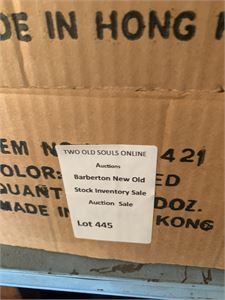 DE IN HONG K
TWO OLD SOULS ONLINE
Auctions
Barberton New Old
Stock Inventory Sale
Auction Sale
Lot 445
EM N 421
OLOR: ED
QUANT DOZ.
MADE IN KONG